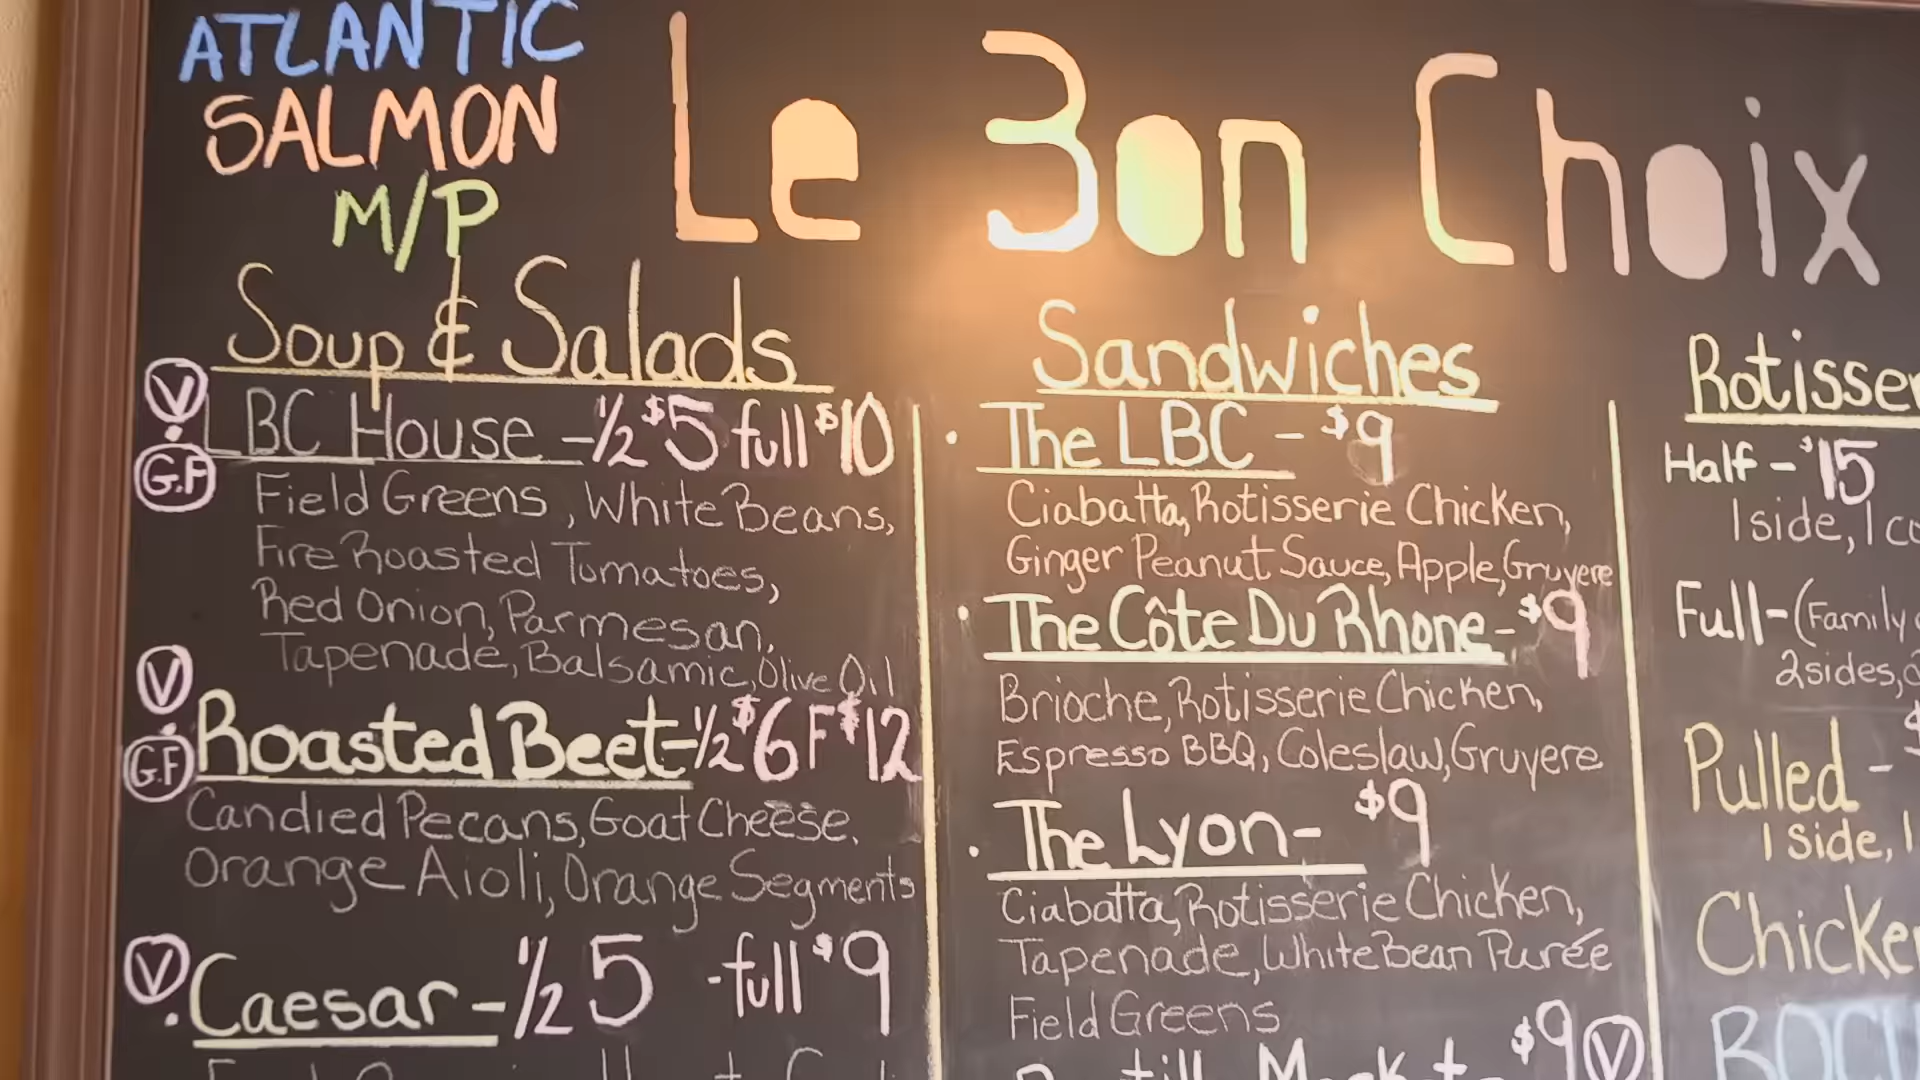 ATLANTIC
SALMON
M/P
Le Bon Choix
Soup & Salads
V
G.F
LBC House - 1/2 $5 full $10
Field Greens, White Beans,
Fire Roasted Tomatoes,
Red Onion, Parmesan,
Tapenade, Balsamic, Olive Oil
V
G.F
Roasted Beet - 1/2 $6 F $12
Candied Pecans, Goat Cheese,
Orange Aioli, Orange Segments
V
Caesar - 1/2 5 - full $9
Sandwiches
• The LBC - $9
Ciabatta, Rotisserie Chicken,
Ginger Peanut Sauce, Apple, Gruyere
• The Côte Du Rhone - $9
Brioche, Rotisserie Chicken,
Espresso BBQ, Coleslaw, Gruyere
• The Lyon - $9
Ciabatta, Rotisserie Chicken,
Tapenade, White Bean Purée
Field Greens
$9 V
Half - $15
1 side, 1
Full - (Family
2 sides,
Pulled -
1 Side, 1